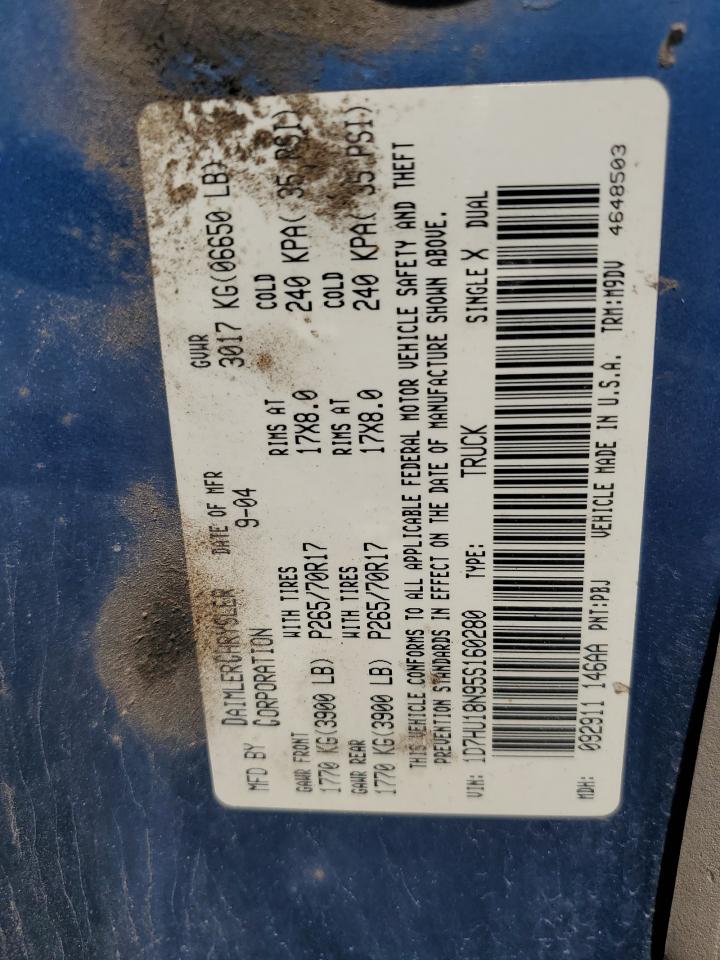 MFD BY DAIMLERCHRYSLER CORPORATION DATE OF MFR 9-04 GVWR 3017 KG(06650 LB)
GAWR FRONT WITH TIRES RIMS AT COLD
1770 KG(3900 LB) P265/70R17 17X8.0 240 KPA( 35 PSI)
GAWR REAR WITH TIRES RIMS AT COLD
1770 KG(3900 LB) P265/70R17 17X8.0 240 KPA( 35 PSI)
THIS VEHICLE CONFORMS TO ALL APPLICABLE FEDERAL MOTOR VEHICLE SAFETY AND THEFT
PREVENTION STANDARDS IN EFFECT ON THE DATE OF MANUFACTURE SHOWN ABOVE.
VIN: 1D7HU18N95S160280 TYPE: TRUCK SINGLE X DUAL
MDH: 092911 146AA PNT:PBJ VEHICLE MADE IN U.S.A. TRM:M9DV 4648503